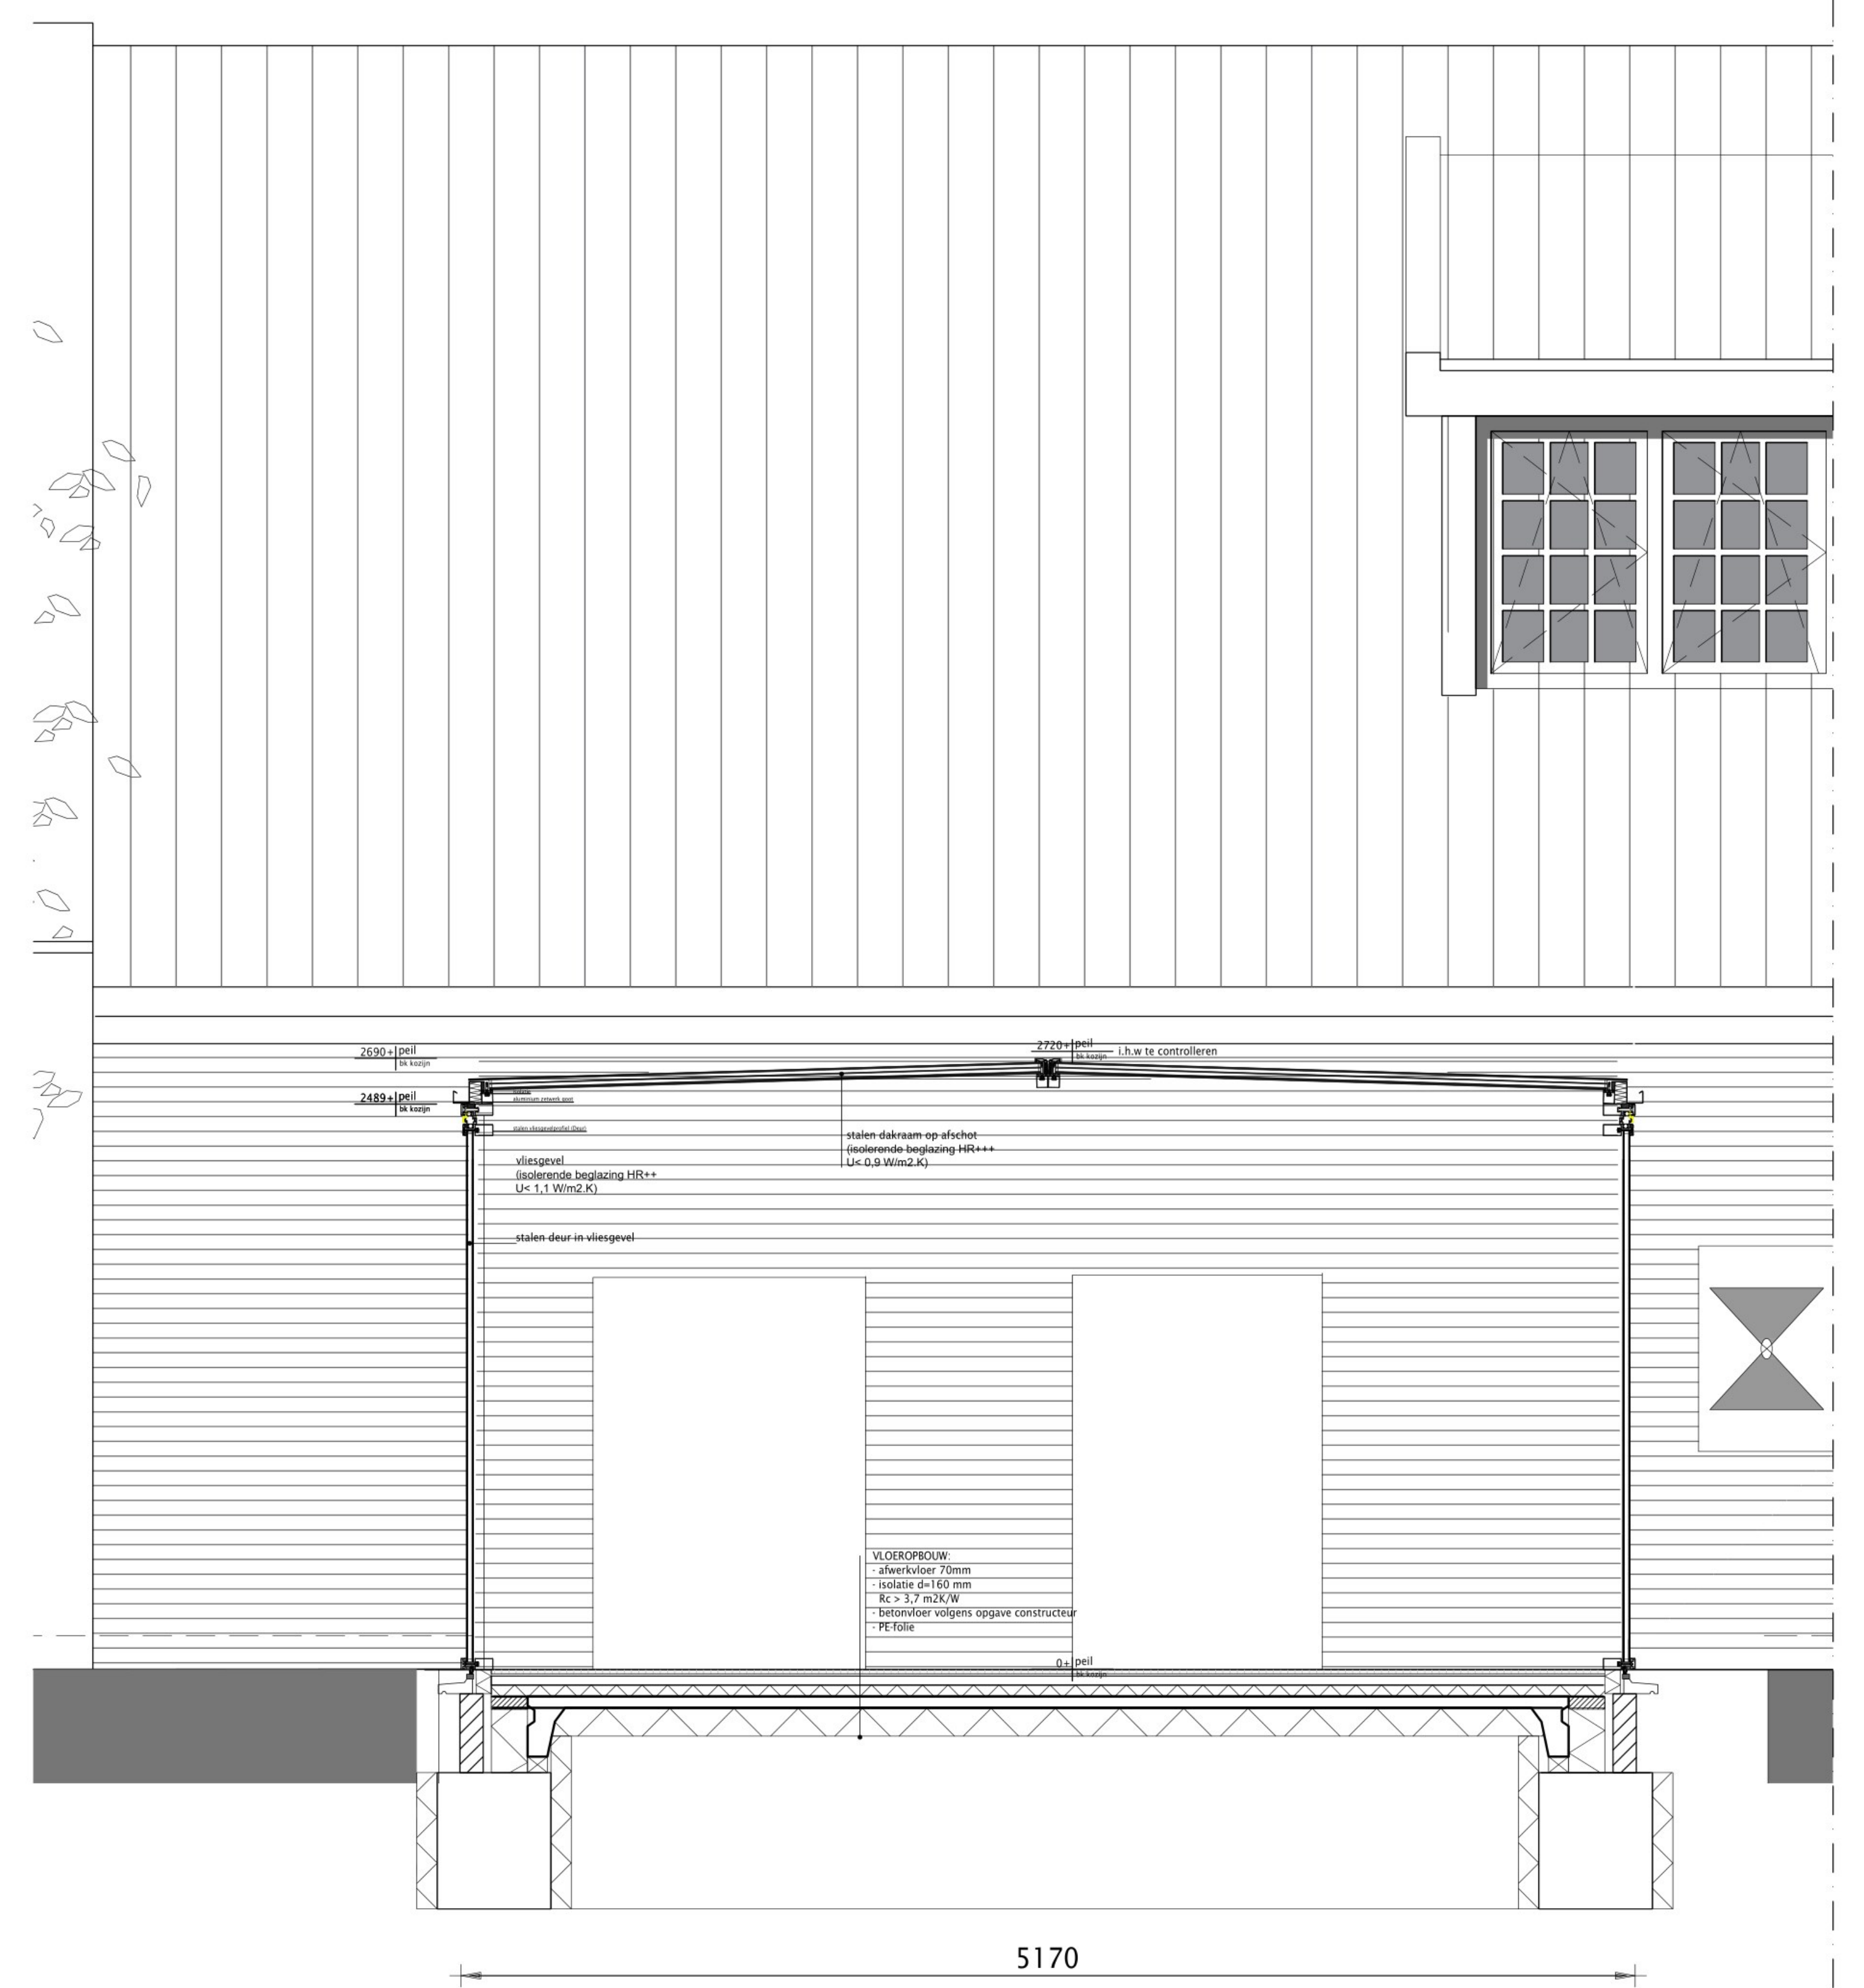 2690+ peil
bk kozijn
2720+ peil
bk kozijn
i.h.w te controlleren
2489+ peil
bk kozijn
isolatie
aluminium zetwerk goot
stalen vliesgevelprofiel (Deur)
stalen dakraam op afschot
(isolerende beglazing HR+++
U< 0,9 W/m2.K)
vliesgevel
(isolerende beglazing HR++
U< 1,1 W/m2.K)
stalen deur in vliesgevel
VLOEROPBOUW:
- afwerkvloer 70mm
- isolatie d=160 mm
Rc > 3,7 m2K/W
- betonvloer volgens opgave constructeur
- PE-folie
0+ peil
bk kozijn
5170